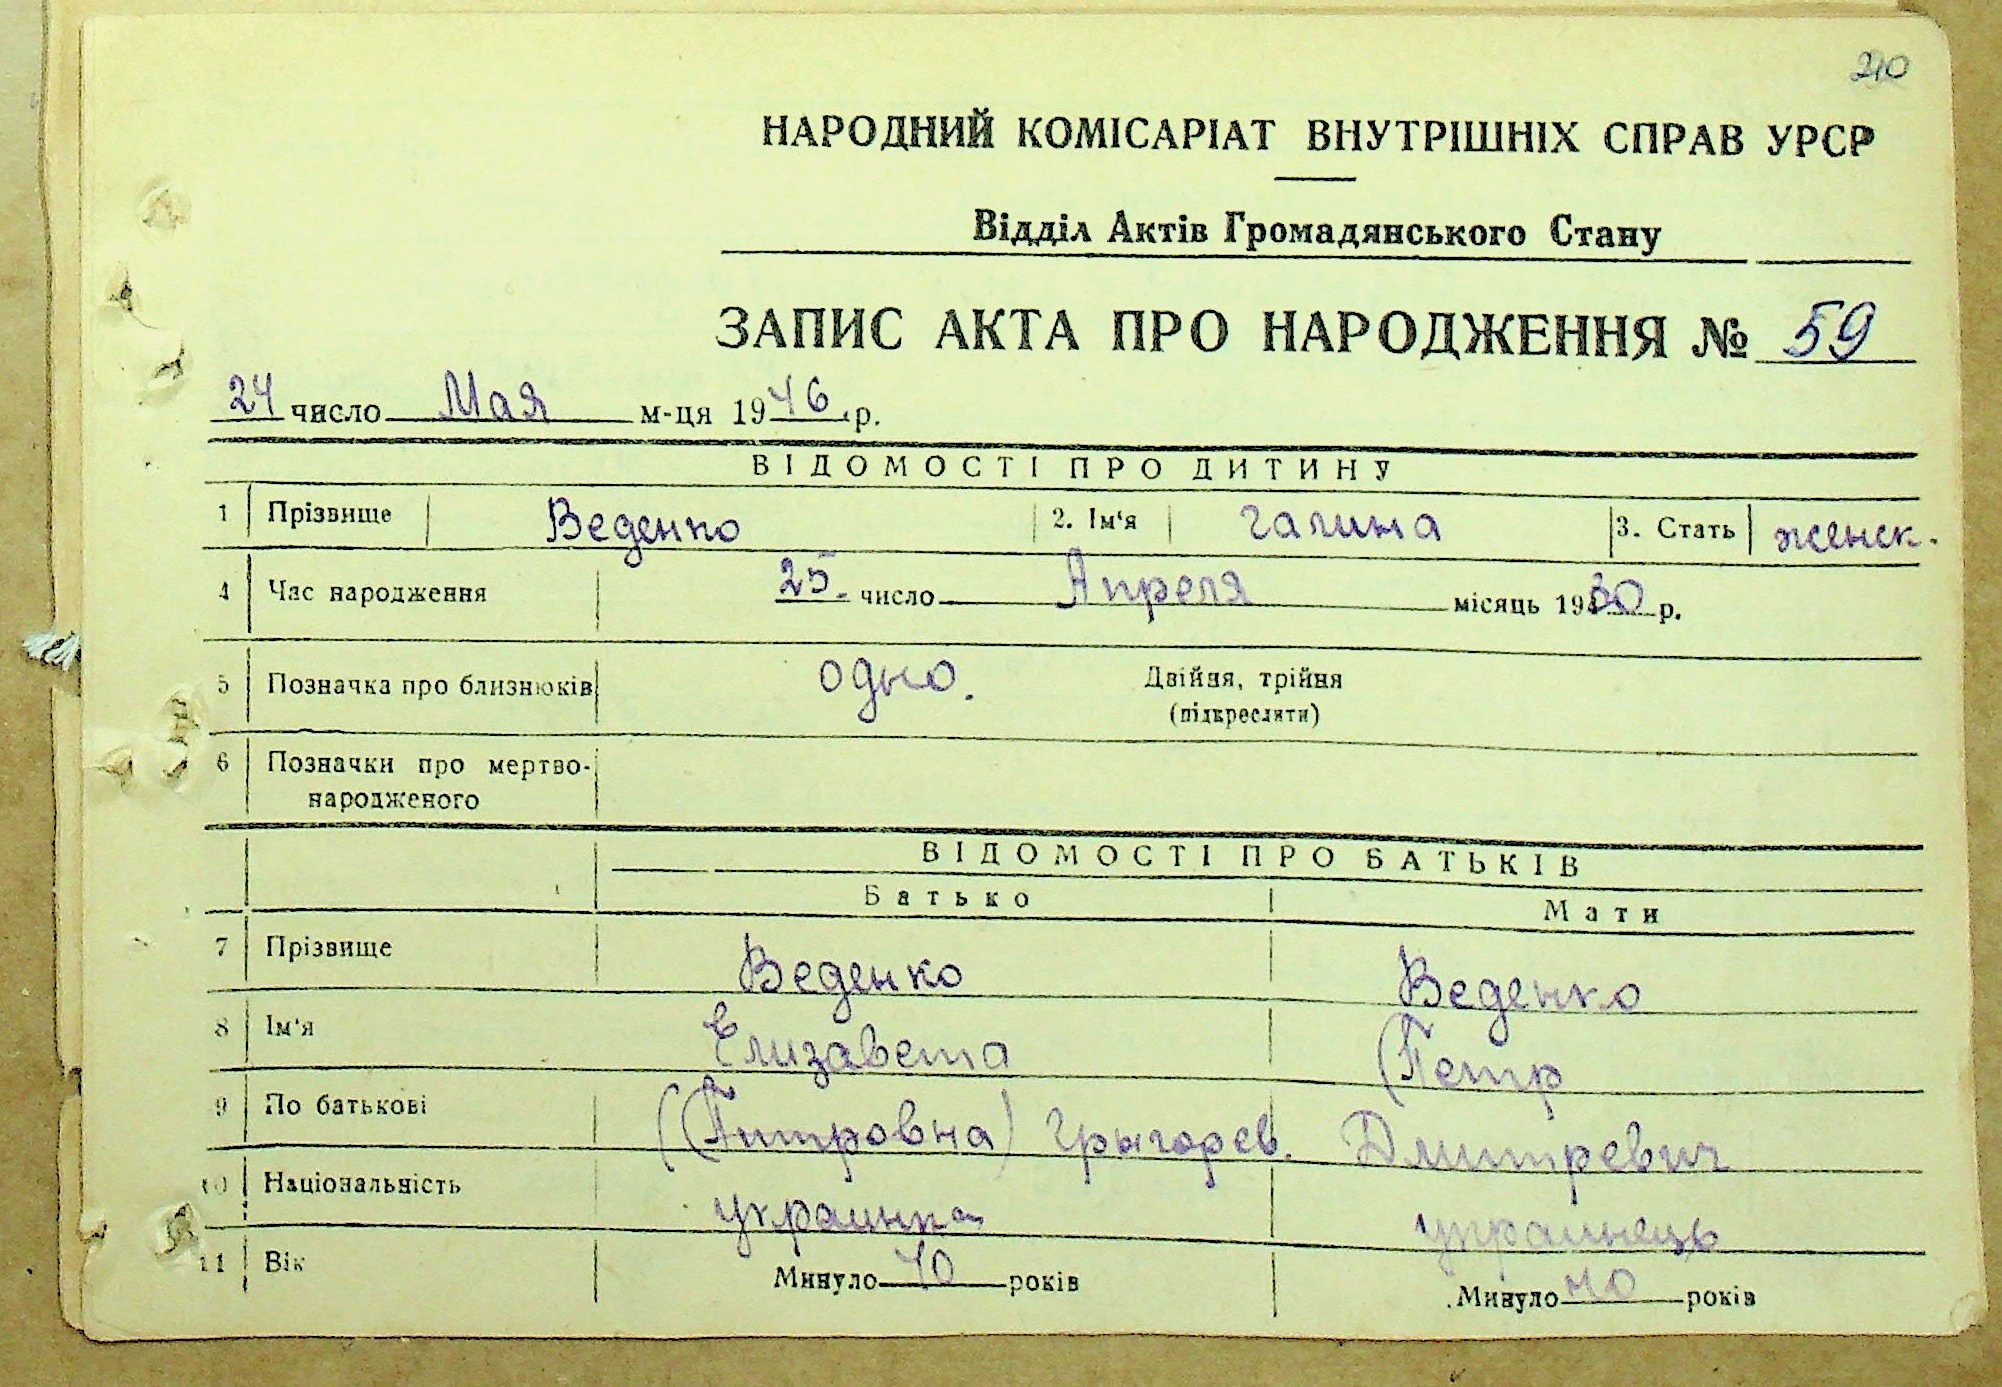 210
НАРОДНИЙ КОМІСАРІАТ ВНУТРІШНІХ СПРАВ УРСР
Відділ Актів Громадянського Стану
ЗАПИС АКТА ПРО НАРОДЖЕННЯ № 59
24 число Мая м-ця 1946 р.
ВІДОМОСТІ ПРО ДИТИНУ
1 Прізвище Веденко 2. Ім'я Галина 3. Стать женск.
4 Час народження 25. число Апреля місяць 1930 р.
5 Позначка про близнюків одно. Двійня, трійня
(підкреслити)
6 Позначки про мертво-
народженого
ВІДОМОСТІ ПРО БАТЬКІВ
Батько Мати
7 Прізвище Веденко Веденко
8 Ім'я Елизавета Петр
9 По батькові (Питровна) Грыгорев. Дмитревич
10 Національність украинка украинець
11 Вік Минуло 40 років Минуло 40 років